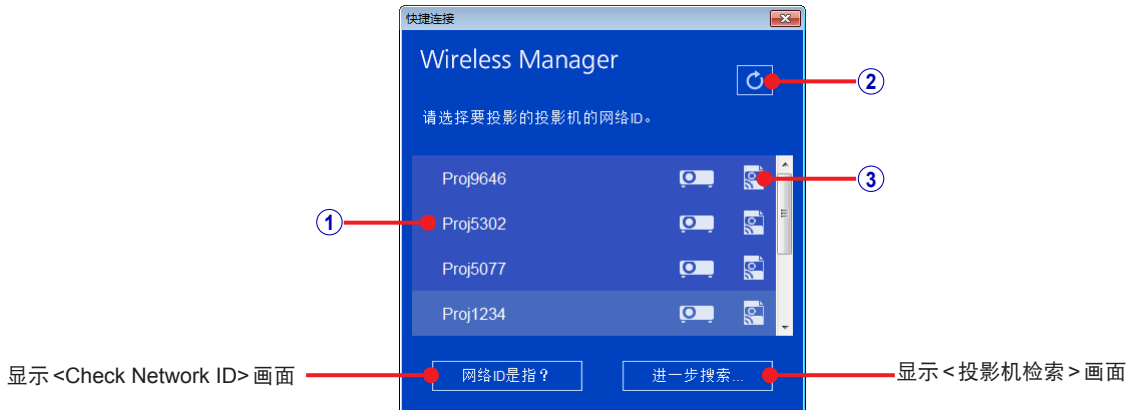 快捷连接
Wireless Manager
②
请选择要投影的投影机的网络ID。
Proj9646
③
①
Proj5302
Proj5077
Proj1234
显示<Check Network ID>画面
网络ID是指？
进一步搜索...
显示<投影机检索>画面